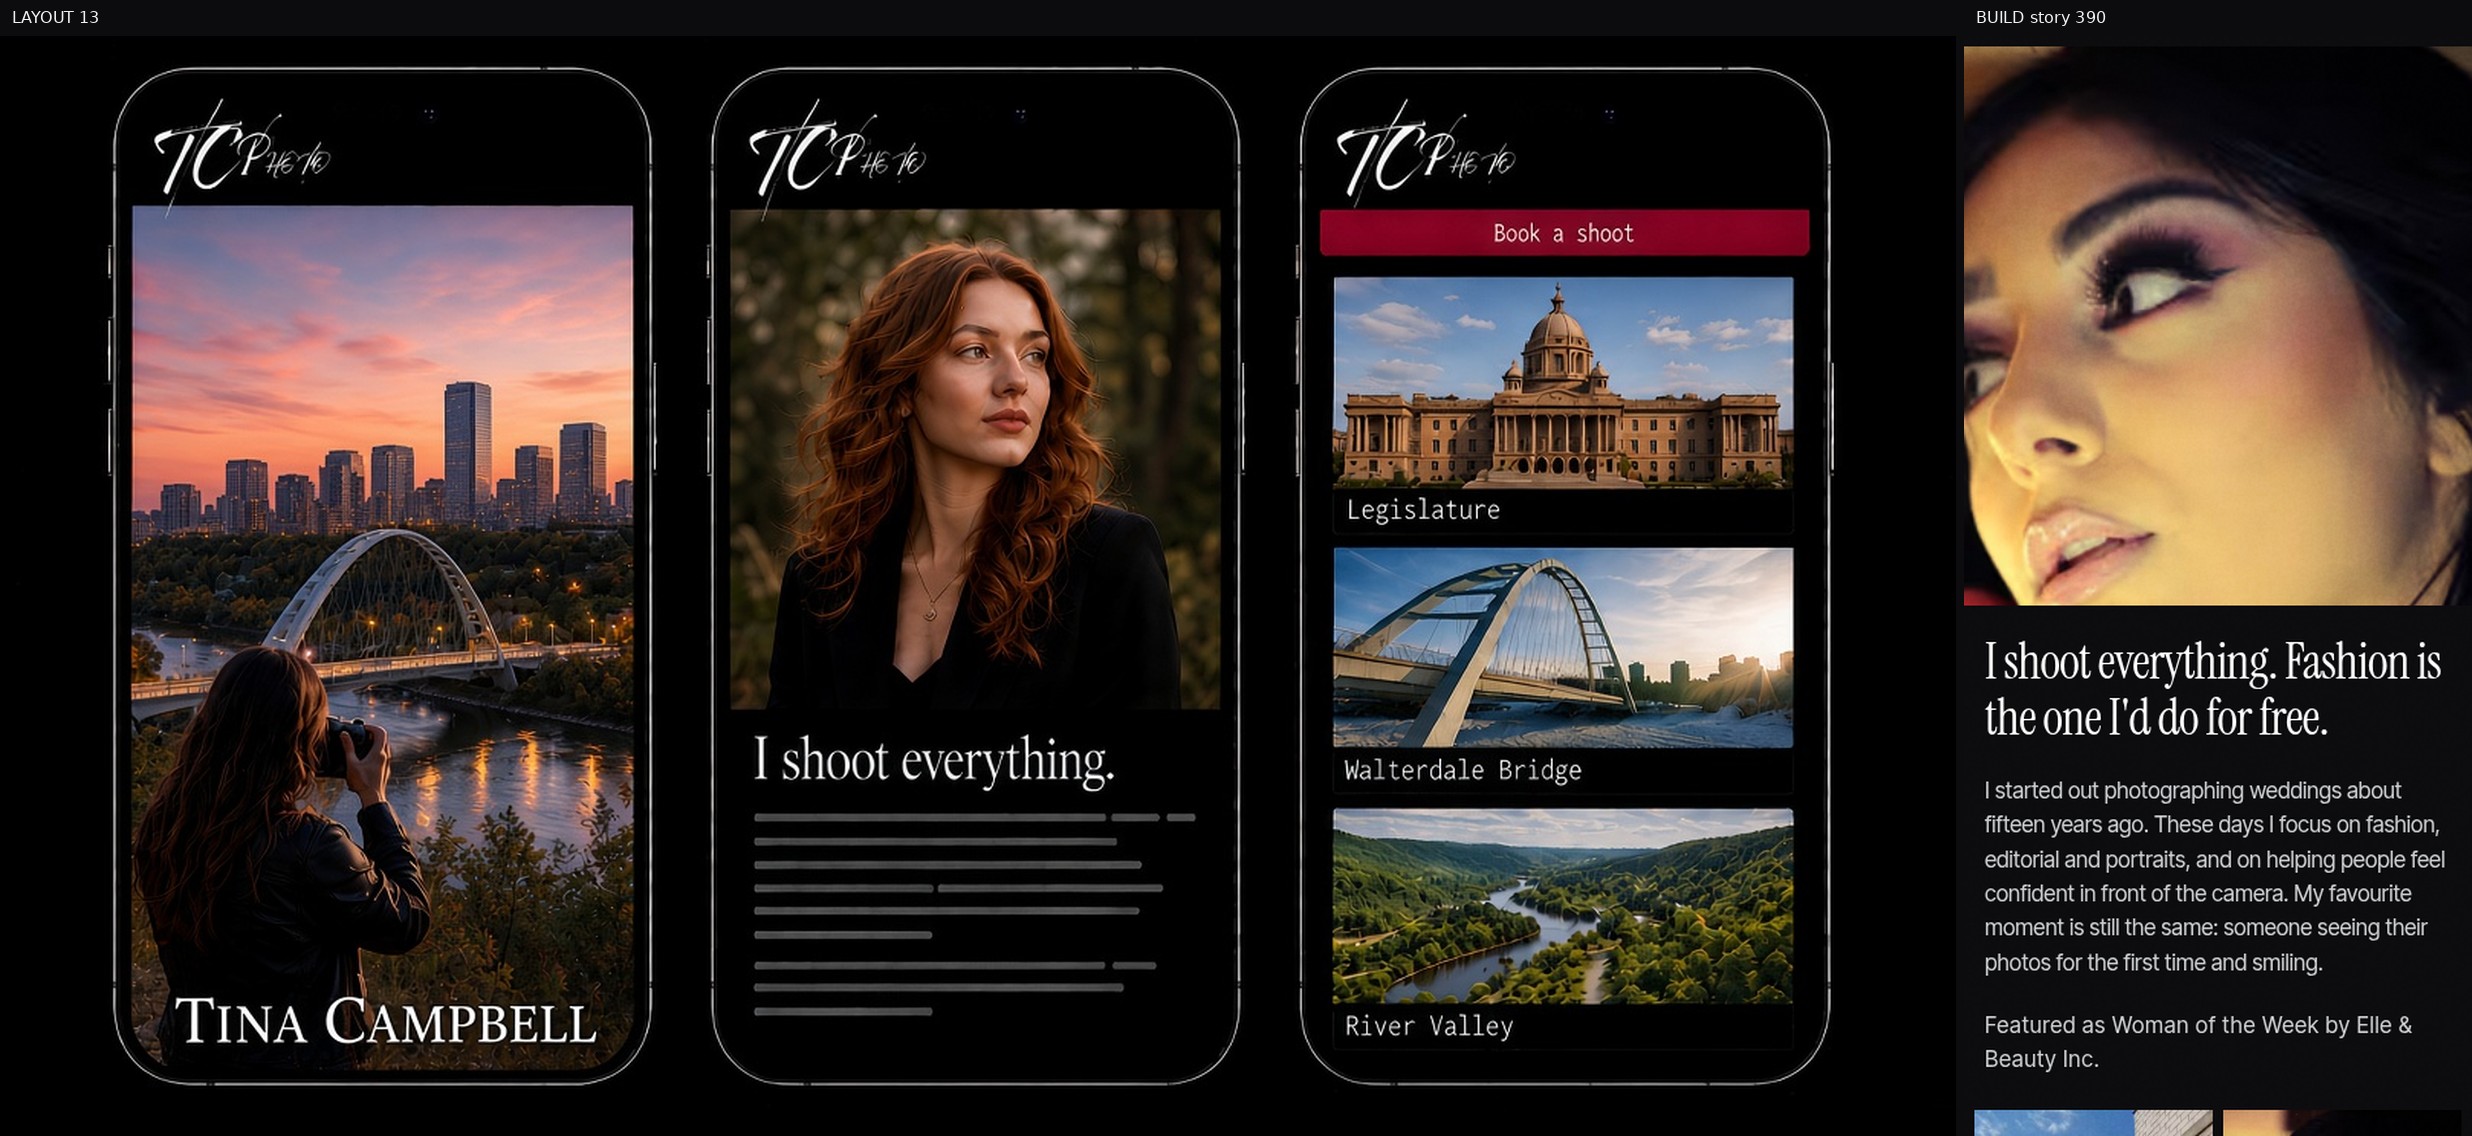 LAYOUT 13
BUILD story 390
TCPhoto
TINA CAMPBELL
TCPhoto
I shoot everything.
TCPhoto
Book a shoot
Legislature
Walterdale Bridge
River Valley
I shoot everything. Fashion is
the one I'd do for free.
I started out photographing weddings about
fifteen years ago. These days I focus on fashion,
editorial and portraits, and on helping people feel
confident in front of the camera. My favourite
moment is still the same: someone seeing their
photos for the first time and smiling.
Featured as Woman of the Week by Elle &
Beauty Inc.